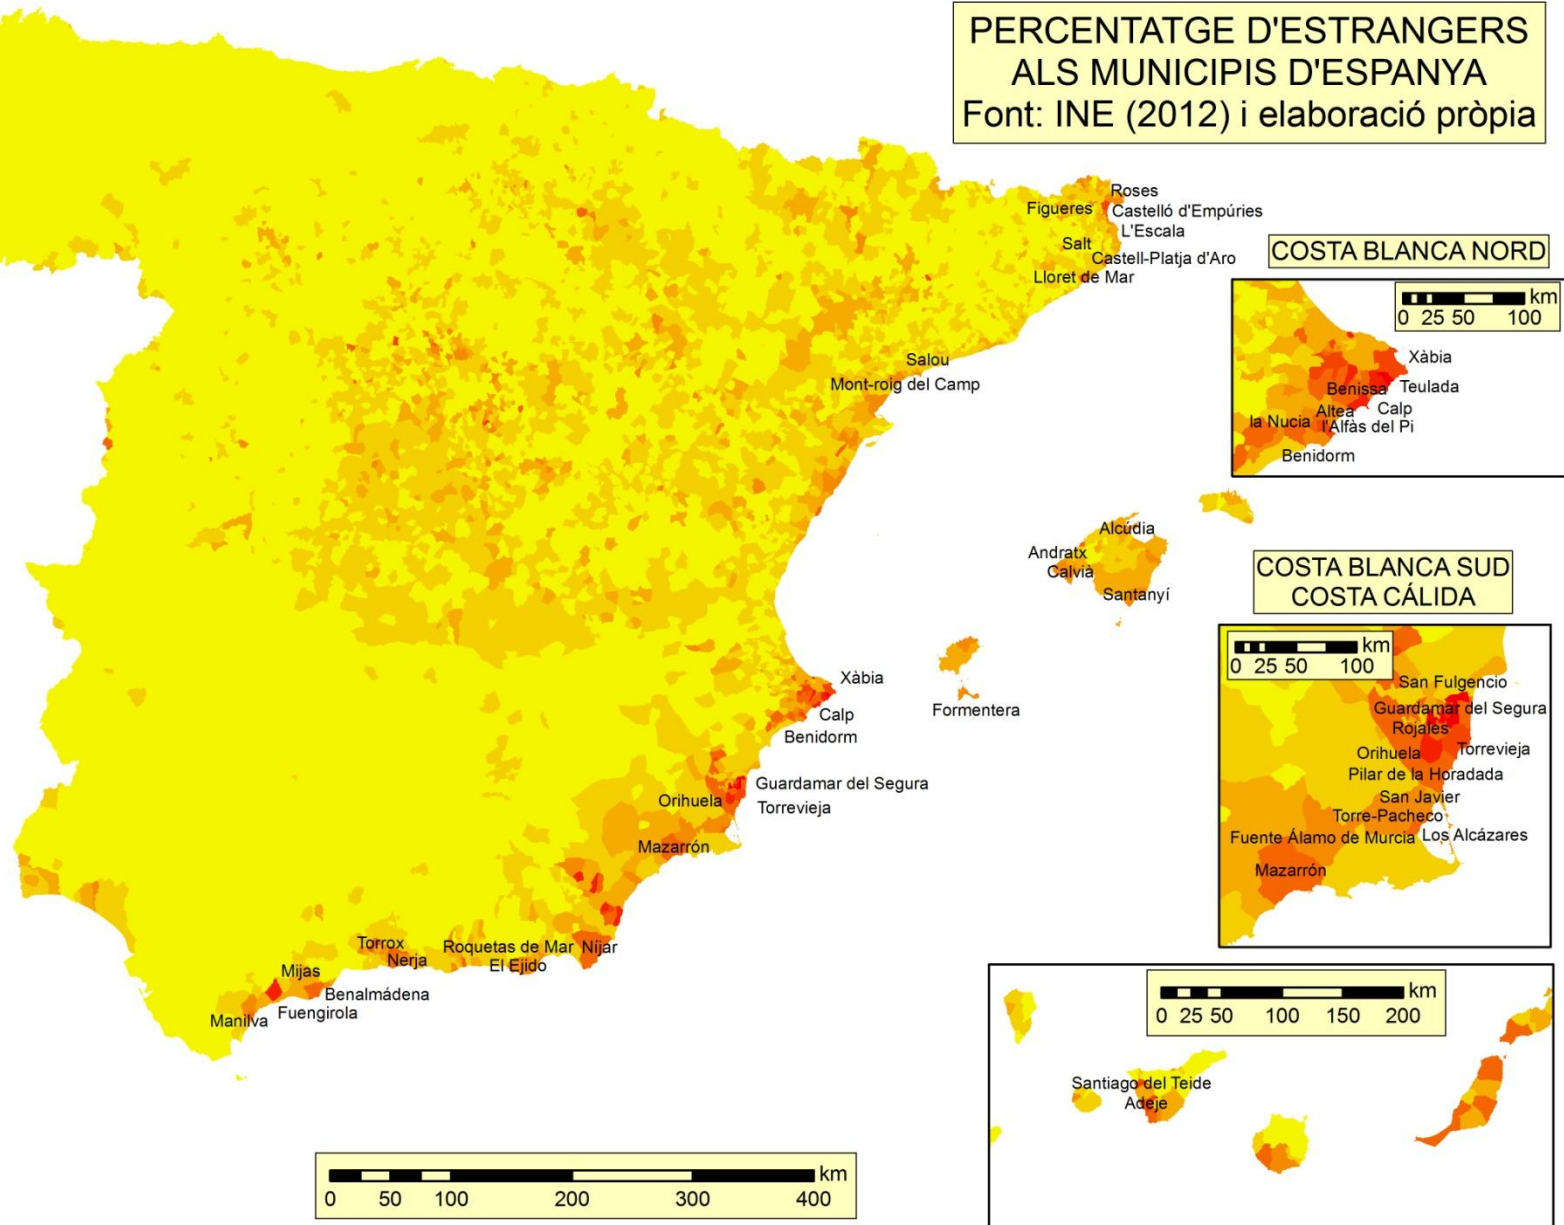 PERCENTATGE D'ESTRANGERS
ALS MUNICIPIS D'ESPANYA
Font: INE (2012) i elaboració pròpia
Roses
Figueres
Castelló d'Empúries
L'Escala
Salt
Castell-Platja d'Aro
Lloret de Mar
Salou
Mont-roig del Camp
COSTA BLANCA NORD
km
0 25 50 100
Xàbia
Benissa
Teulada
Altea
Calp
la Nucia
l'Alfàs del Pi
Benidorm
Alcúdia
Andratx
Calvià
Santanyí
Formentera
Xàbia
Calp
Benidorm
Guardamar del Segura
Orihuela
Torrevieja
Mazarrón
COSTA BLANCA SUD
COSTA CÁLIDA
km
0 25 50 100
San Fulgencio
Guardamar del Segura
Rojales
Orihuela
Torrevieja
Pilar de la Horadada
San Javier
Torre-Pacheco
Fuente Álamo de Murcia
Los Alcázares
Mazarrón
Torrox
Nerja
Roquetas de Mar
Níjar
El Ejido
Mijas
Benalmádena
Fuengirola
Manilva
km
0 25 50 100 150 200
Santiago del Teide
Adeje
km
0 50 100 200 300 400